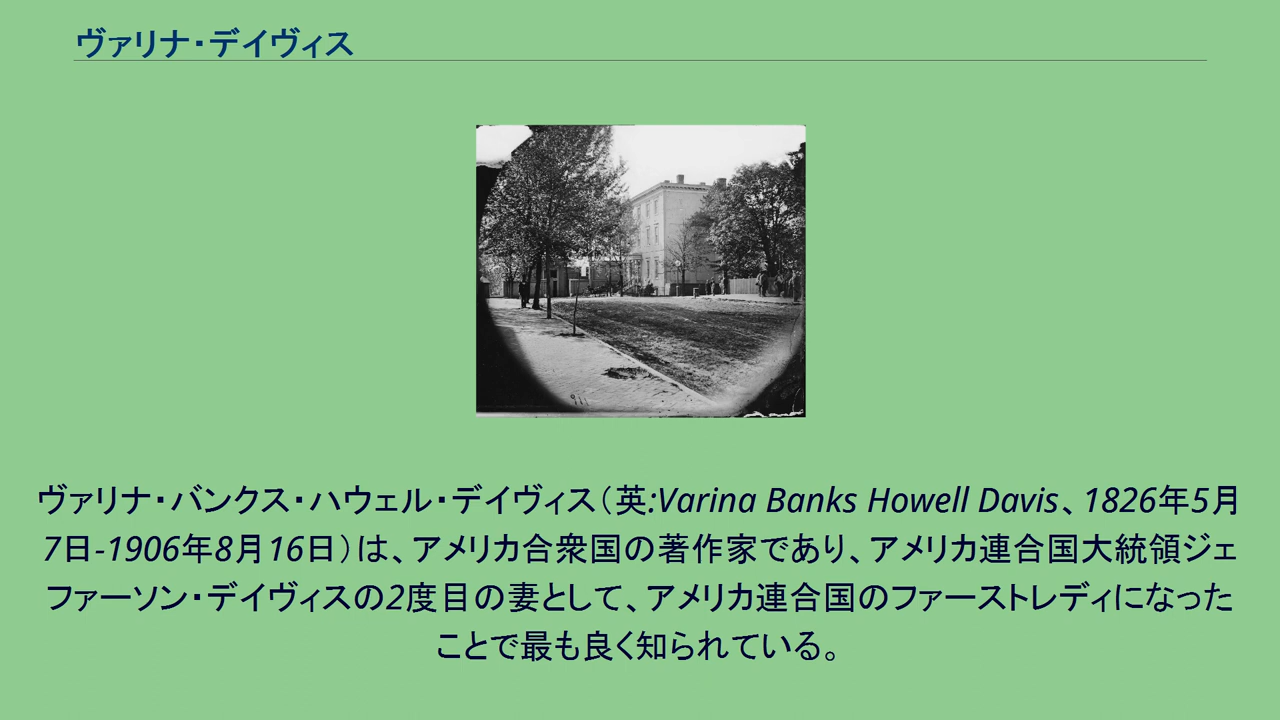 ヴァリナ・デイヴィス
ヴァリナ・バンクス・ハウェル・デイヴィス（英:Varina Banks Howell Davis、1826年5月
7日-1906年8月16日）は、アメリカ合衆国の著作家であり、アメリカ連合国大統領ジェ
ファーソン・デイヴィスの2度目の妻として、アメリカ連合国のファーストレディになった
ことで最も良く知られている。